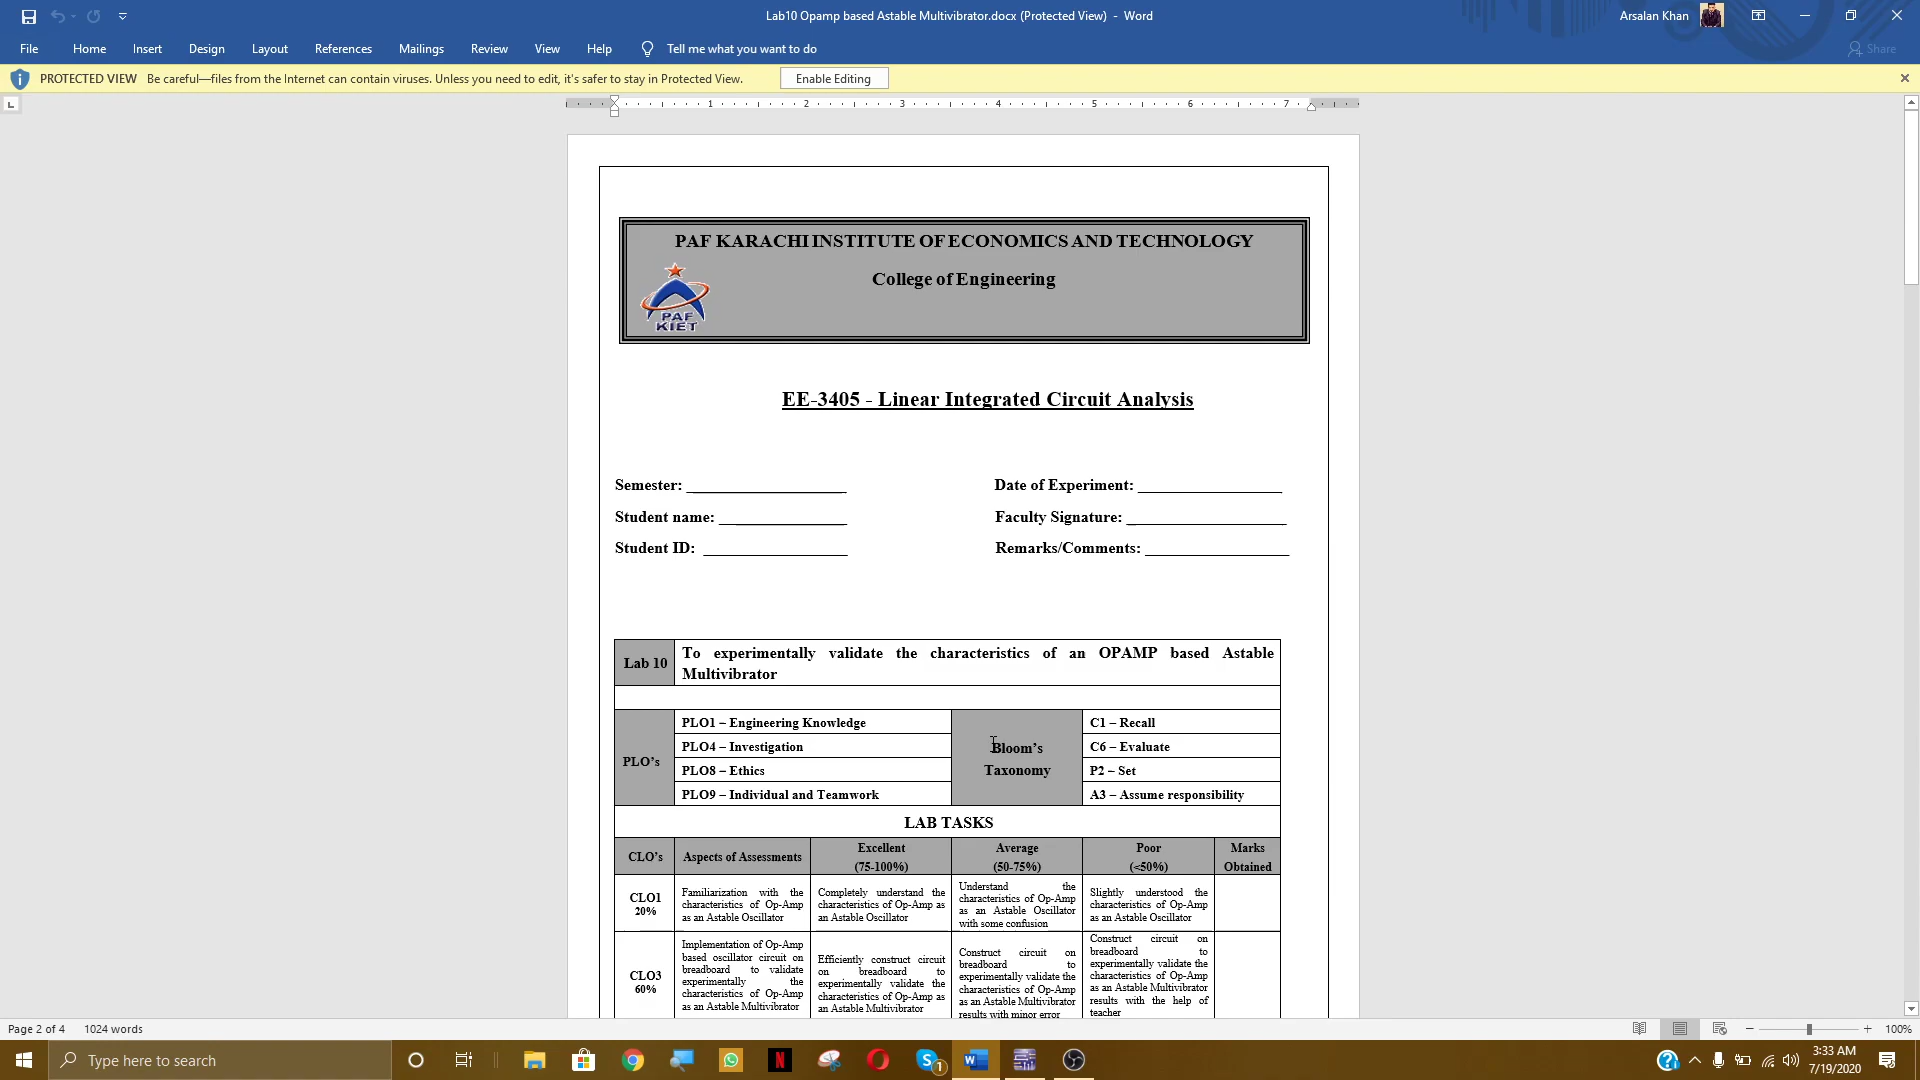 Lab10 Opamp based Astable Multivibrator.docx (Protected View) - Word
Arsalan Khan
File Home Insert Design Layout References Mailings Review View Help Tell me what you want to do
Share
PROTECTED VIEW Be careful—files from the Internet can contain viruses. Unless you need to edit, it's safer to stay in Protected View.
Enable Editing
1 2 3 4 5 6 7
PAF KARACHI INSTITUTE OF ECONOMICS AND TECHNOLOGY
College of Engineering
PAF
KIET
EE-3405 - Linear Integrated Circuit Analysis
Semester: ____________________ Date of Experiment: __________________
Student name: ________________ Faculty Signature: ____________________
Student ID: __________________ Remarks/Comments: __________________
Lab 10
To experimentally validate the characteristics of an OPAMP based Astable
Multivibrator
PLO's
PLO1 – Engineering Knowledge
PLO4 – Investigation
PLO8 – Ethics
PLO9 – Individual and Teamwork
Bloom's
Taxonomy
C1 – Recall
C6 – Evaluate
P2 – Set
A3 – Assume responsibility
LAB TASKS
CLO's
Aspects of Assessments
Excellent
(75-100%)
Average
(50-75%)
Poor
(<50%)
Marks
Obtained
CLO1
20%
Familiarization with the
characteristics of Op-Amp
as an Astable Oscillator
Completely understand the
characteristics of Op-Amp as
an Astable Oscillator
Understand the
characteristics of Op-Amp
as an Astable Oscillator
with some confusion
Slightly understood the
characteristics of Op-Amp
as an Astable Oscillator
CLO3
60%
Implementation of Op-Amp
based oscillator circuit on
breadboard to validate
experimentally the
characteristics of Op-Amp
as an Astable Multivibrator
Efficiently construct circuit
on breadboard to
experimentally validate the
characteristics of Op-Amp as
an Astable Multivibrator
Construct circuit on
breadboard to
experimentally validate the
characteristics of Op-Amp
as an Astable Multivibrator
results with minor error
Construct circuit on
breadboard to
experimentally validate the
characteristics of Op-Amp
as an Astable Multivibrator
results with the help of
teacher
Page 2 of 4 1024 words
100%
Type here to search
1
3:33 AM
7/19/2020